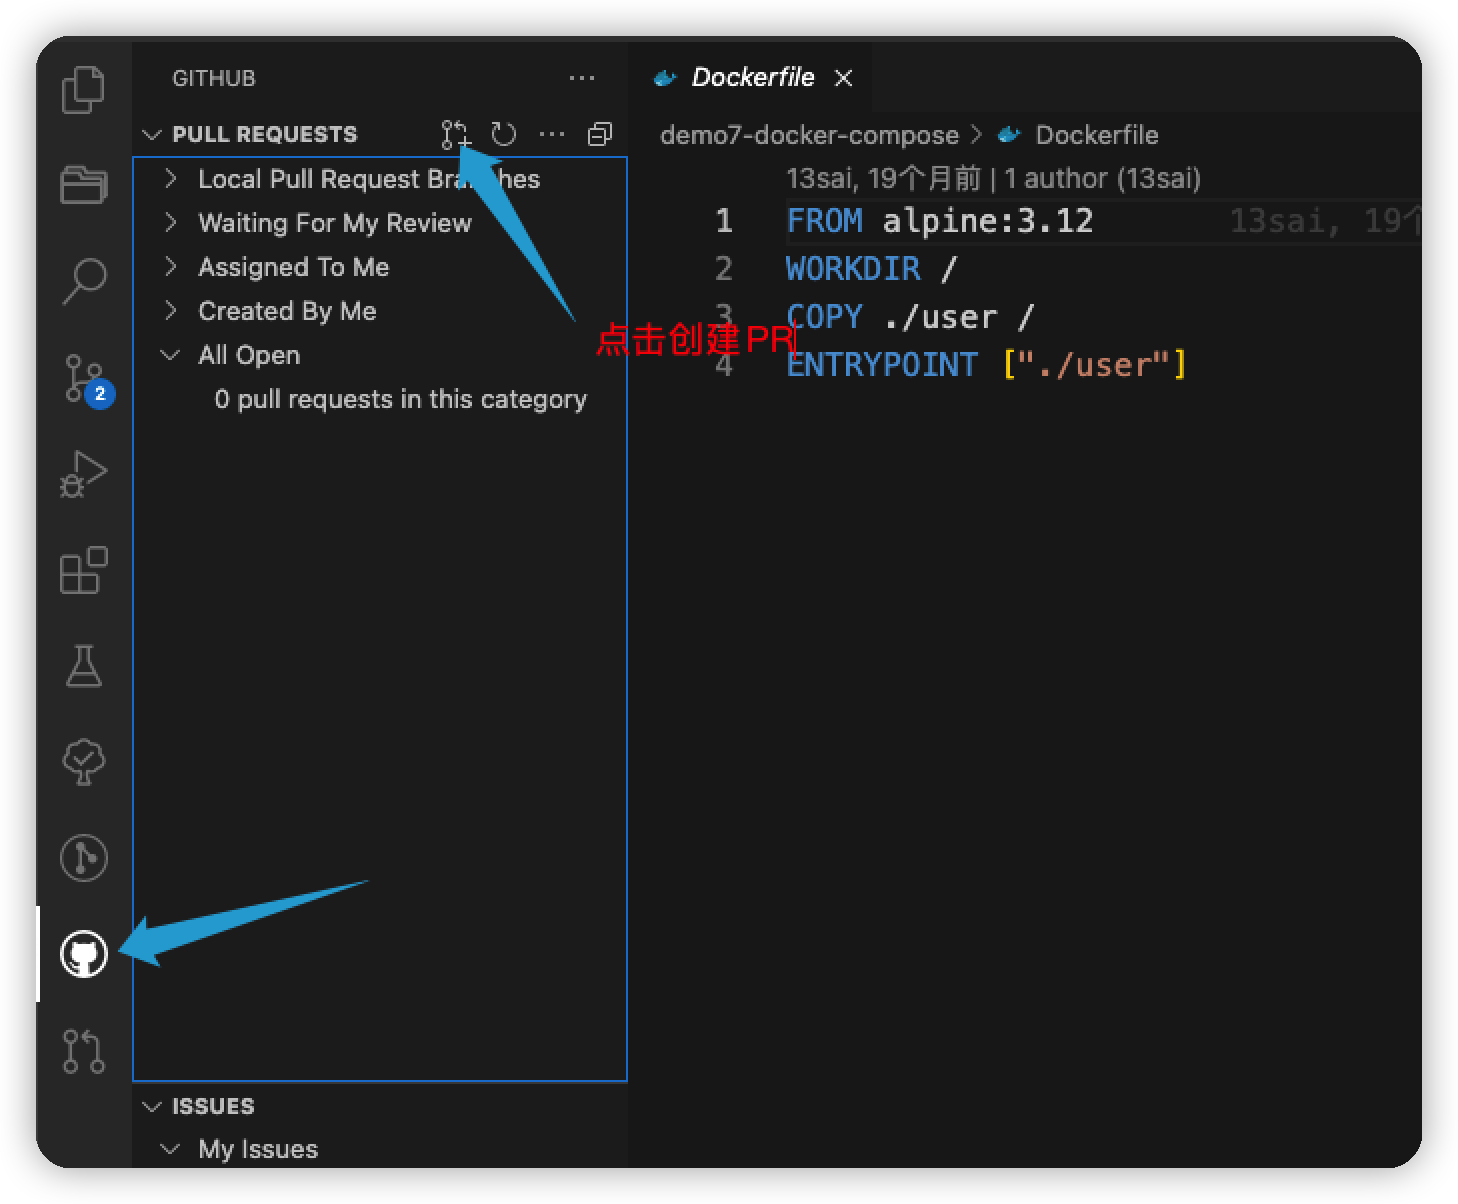 GITHUB
PULL REQUESTS
Local Pull Request Bra hes
Waiting For My Review
Assigned To Me
Created By Me
All Open
0 pull requests in this category
ISSUES
My Issues
点击创建PR
Dockerfile
demo7-docker-compose > Dockerfile
13sai, 19个月前 | 1 author (13sai)
1 FROM alpine:3.12 13sai, 19个
2 WORKDIR /
3 COPY ./user /
4 ENTRYPOINT ["./user"]
2